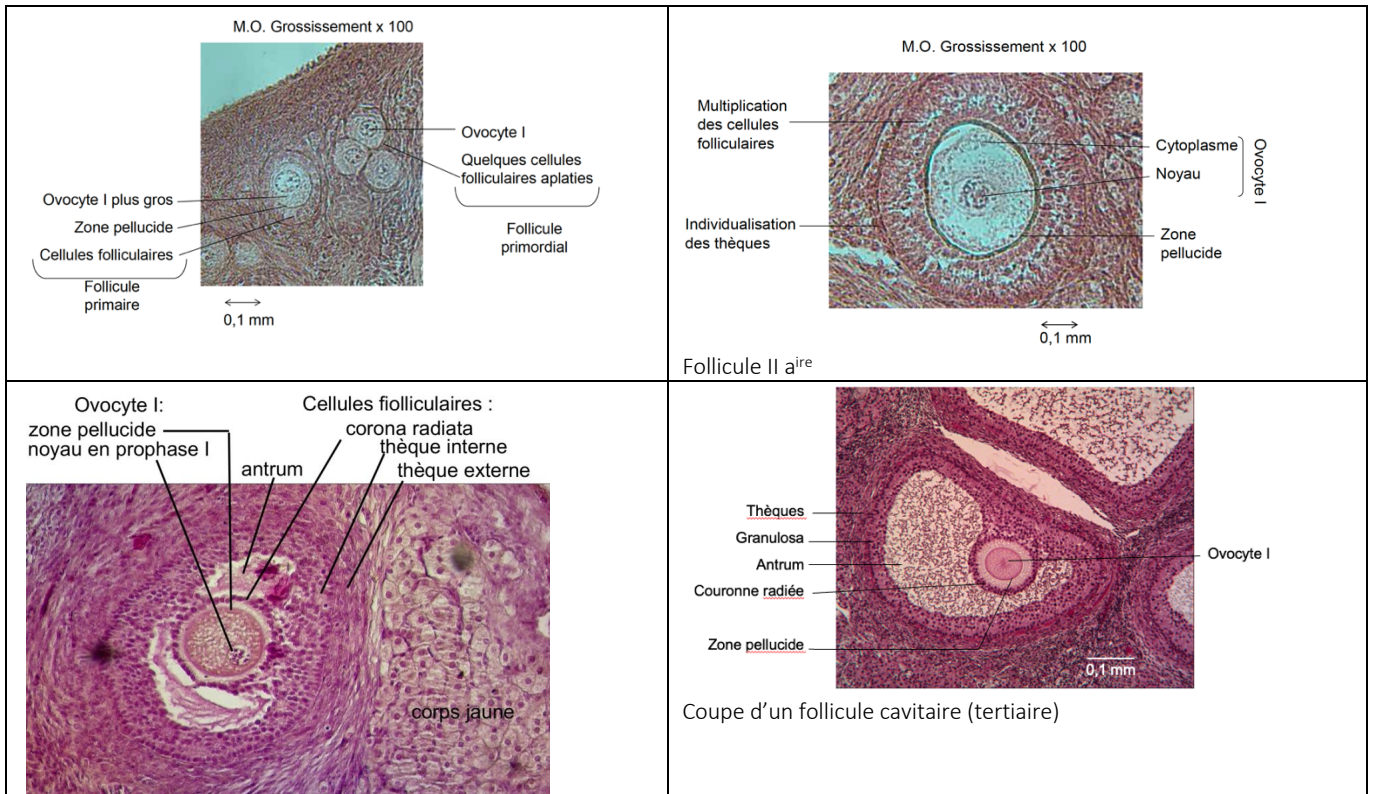 M.O. Grossissement x 100
Ovocyte I
Quelques cellules
folliculaires aplaties
Follicule
primordial
Ovocyte I plus gros
Zone pellucide
Cellules folliculaires
Follicule
primaire
0,1 mm
M.O. Grossissement x 100
Multiplication
des cellules
folliculaires
Individualisation
des thèques
Cytoplasme
Noyau
Ovocyte I
Zone
pellucide
0,1 mm
Follicule II aire
Ovocyte I:
zone pellucide
noyau en prophase I
antrum
Cellules fiolliculaires :
corona radiata
thèque interne
thèque externe
corps jaune
Thèques
Granulosa
Antrum
Couronne radiée
Zone pellucide
Ovocyte I
0,1 mm
Coupe d’un follicule cavitaire (tertiaire)